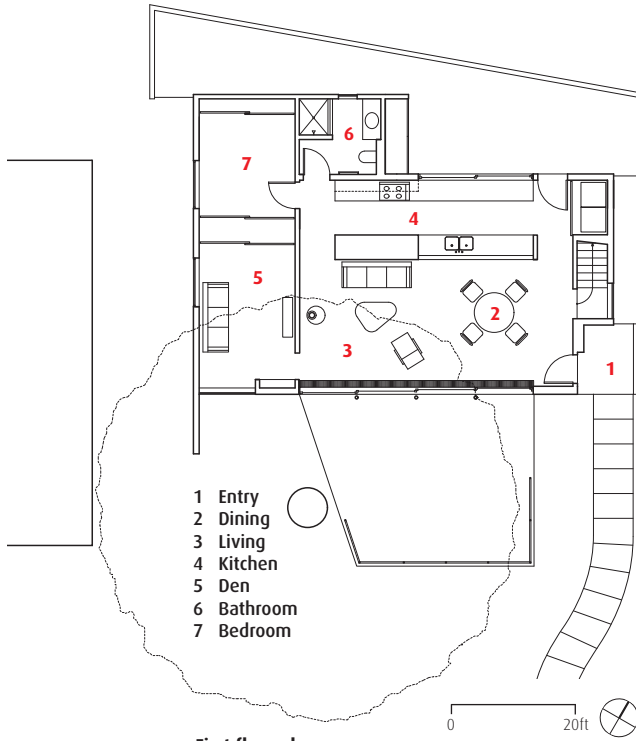 6
7
4
5
2
3
1
1 Entry
2 Dining
3 Living
4 Kitchen
5 Den
6 Bathroom
7 Bedroom
0 20ft